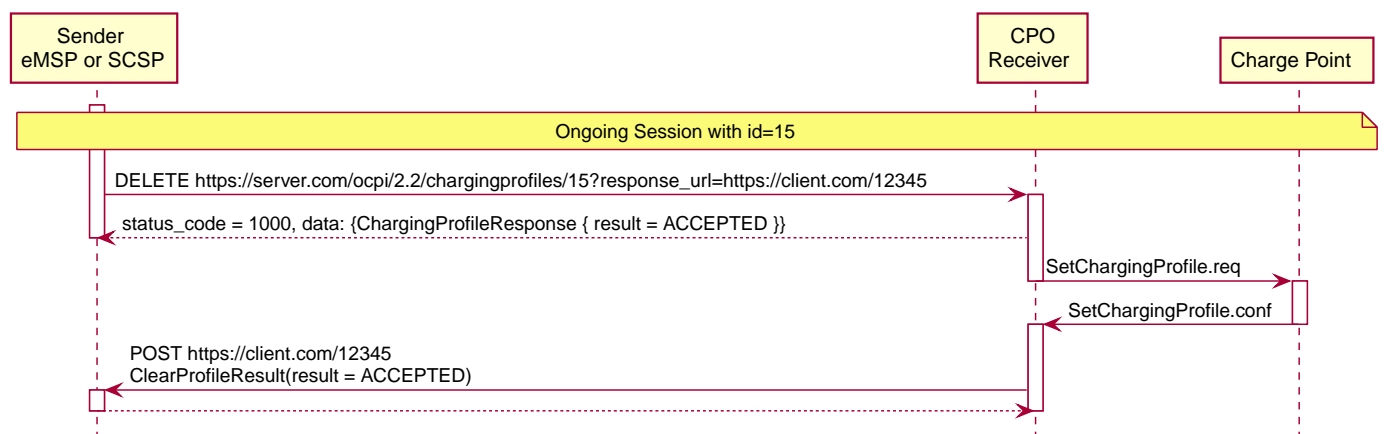 Sender
eMSP or SCSP
CPO
Receiver
Charge Point
Ongoing Session with id=15
DELETE https://server.com/ocpi/2.2/chargingprofiles/15?response_url=https://client.com/12345
status_code = 1000, data: {ChargingProfileResponse { result = ACCEPTED }}
SetChargingProfile.req
SetChargingProfile.conf
POST https://client.com/12345
ClearProfileResult(result = ACCEPTED)